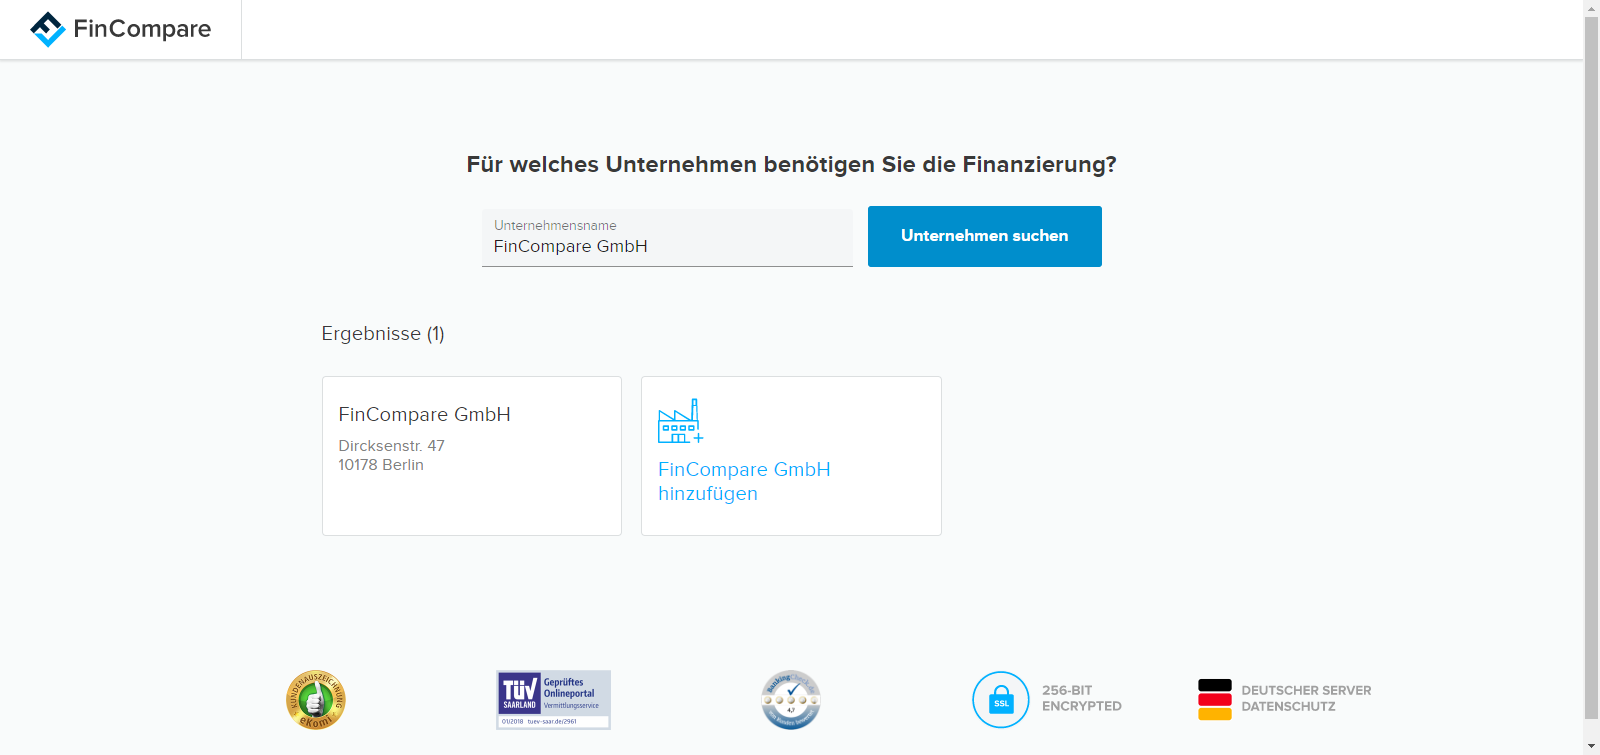 FinCompare
Für welches Unternehmen benötigen Sie die Finanzierung?
Unternehmensname
FinCompare GmbH
Unternehmen suchen
Ergebnisse (1)
FinCompare GmbH
Dircksenstr. 47
10178 Berlin
FinCompare GmbH
hinzufügen
KUNDENAUSZEICHNUNG
eKomi
TÜV
SAARLAND
Geprüftes
Onlineportal
Vermittlungsservice
01/2018 tuev-saar.de/2961
4,7
SSL
256-BIT
ENCRYPTED
DEUTSCHER SERVER
DATENSCHUTZ